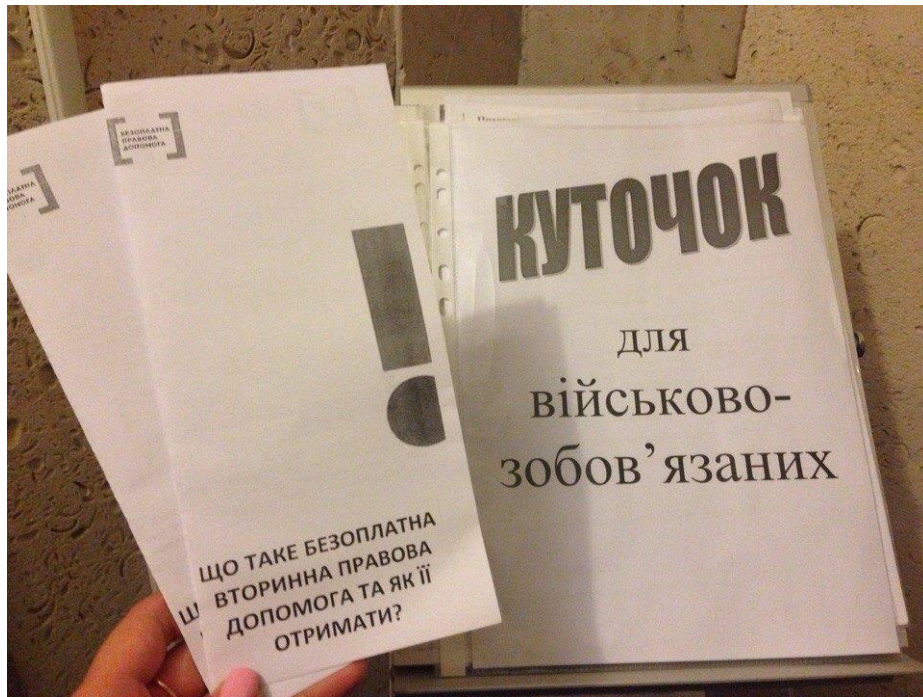 БЕЗОПЛАТНА
ПРАВОВА
ДОПОМОГА
ЩО ТАКЕ БЕЗОПЛАТНА
ВТОРИННА ПРАВОВА
ДОПОМОГА ТА ЯК ЇЇ
ОТРИМАТИ?
КУТОЧОК
для
військово-
зобов’язаних